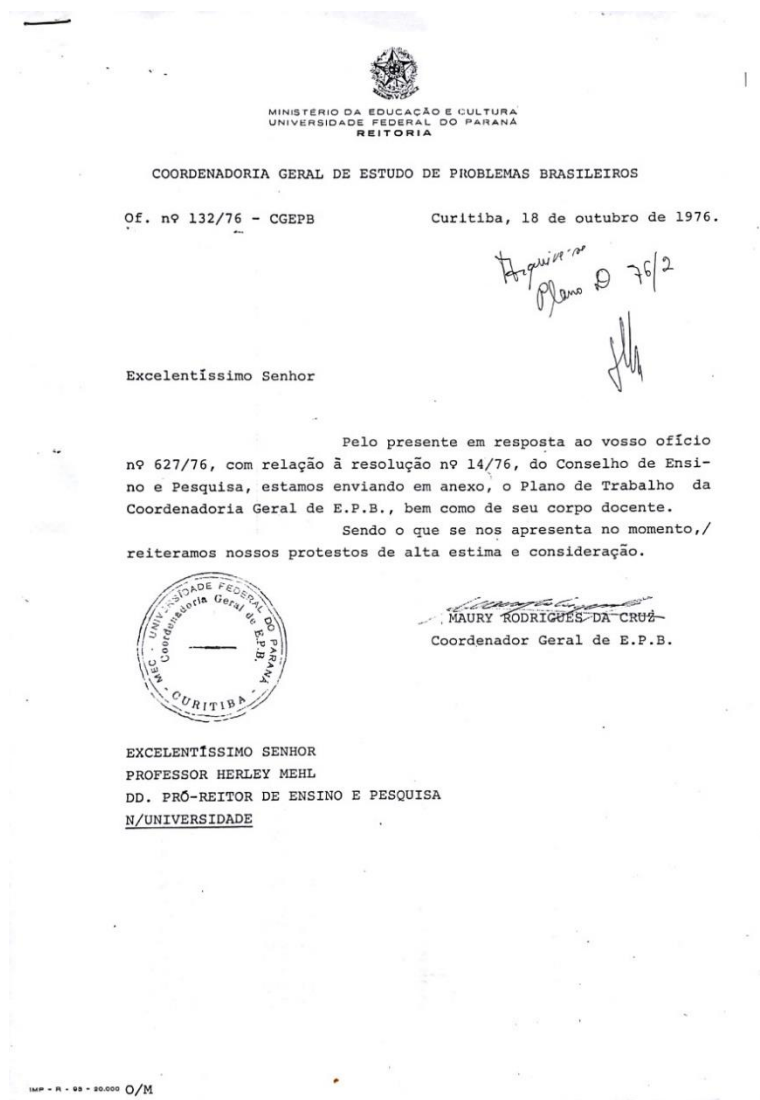 MINISTÉRIO DA EDUCAÇÃO E CULTURA
UNIVERSIDADE FEDERAL DO PARANÁ
REITORIA
COORDENADORIA GERAL DE ESTUDO DE PROBLEMAS BRASILEIROS
Of. nº 132/76 - CGEPB
Curitiba, 18 de outubro de 1976.
Arquive-se
Plano D 76/2
Excelentíssimo Senhor
Pelo presente em resposta ao vosso ofício
nº 627/76, com relação à resolução nº 14/76, do Conselho de Ensi-
no e Pesquisa, estamos enviando em anexo, o Plano de Trabalho da
Coordenadoria Geral de E.P.B., bem como de seu corpo docente.
Sendo o que se nos apresenta no momento,/
reiteramos nossos protestos de alta estima e consideração.
MEC - UNIVERSIDADE FEDERAL DO PARANÁ
Coordenadoria Geral de E.P.B.
- CURITIBA -
MAURY RODRIGUES DA CRUZ
Coordenador Geral de E.P.B.
EXCELENTÍSSIMO SENHOR
PROFESSOR HERLEY MEHL
DD. PRÓ-REITOR DE ENSINO E PESQUISA
N/UNIVERSIDADE
IMP - R - 93 - 20.000 O/M